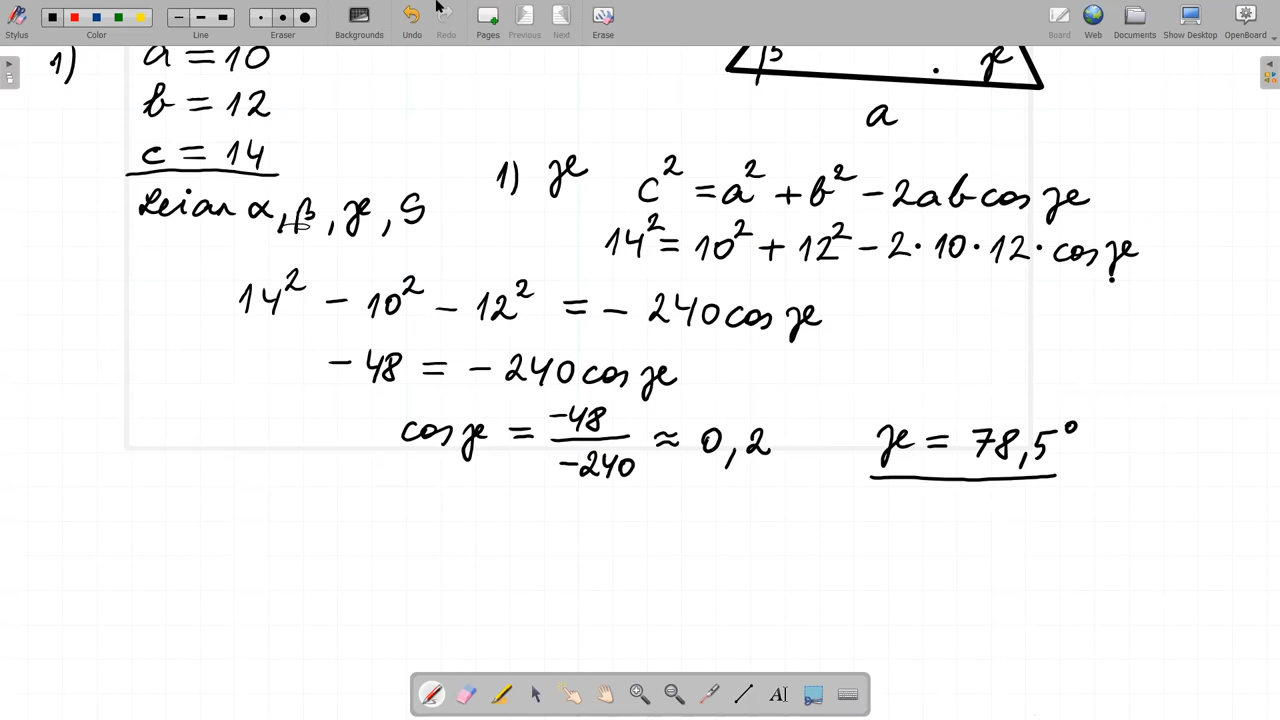 Stylus Color Line Eraser Backgrounds Undo Redo Pages Previous Next Erase Board Web Documents Show Desktop OpenBoard
1) a = 10
β γ
b = 12
a
c = 14
1) γ c² = a² + b² - 2ab cos γ
Leian α, β, γ, S
14² = 10² + 12² - 2 · 10 · 12 · cos γ
14² - 10² - 12² = - 240 cos γ
-48 = - 240 cos γ
cos γ = -48/-240 ≈ 0,2 γ = 78,5°